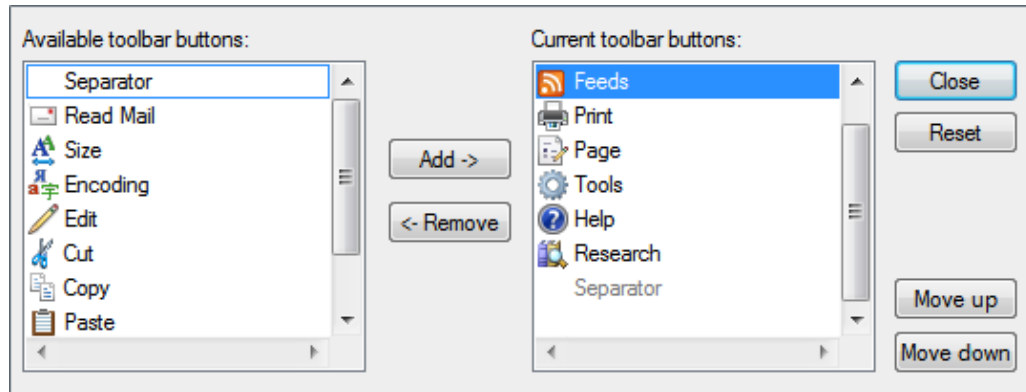 Available toolbar buttons:
Separator
Read Mail
Size
Encoding
Edit
Cut
Copy
Paste
Add ->
<- Remove
Current toolbar buttons:
Feeds
Print
Page
Tools
Help
Research
Separator
Close
Reset
Move up
Move down